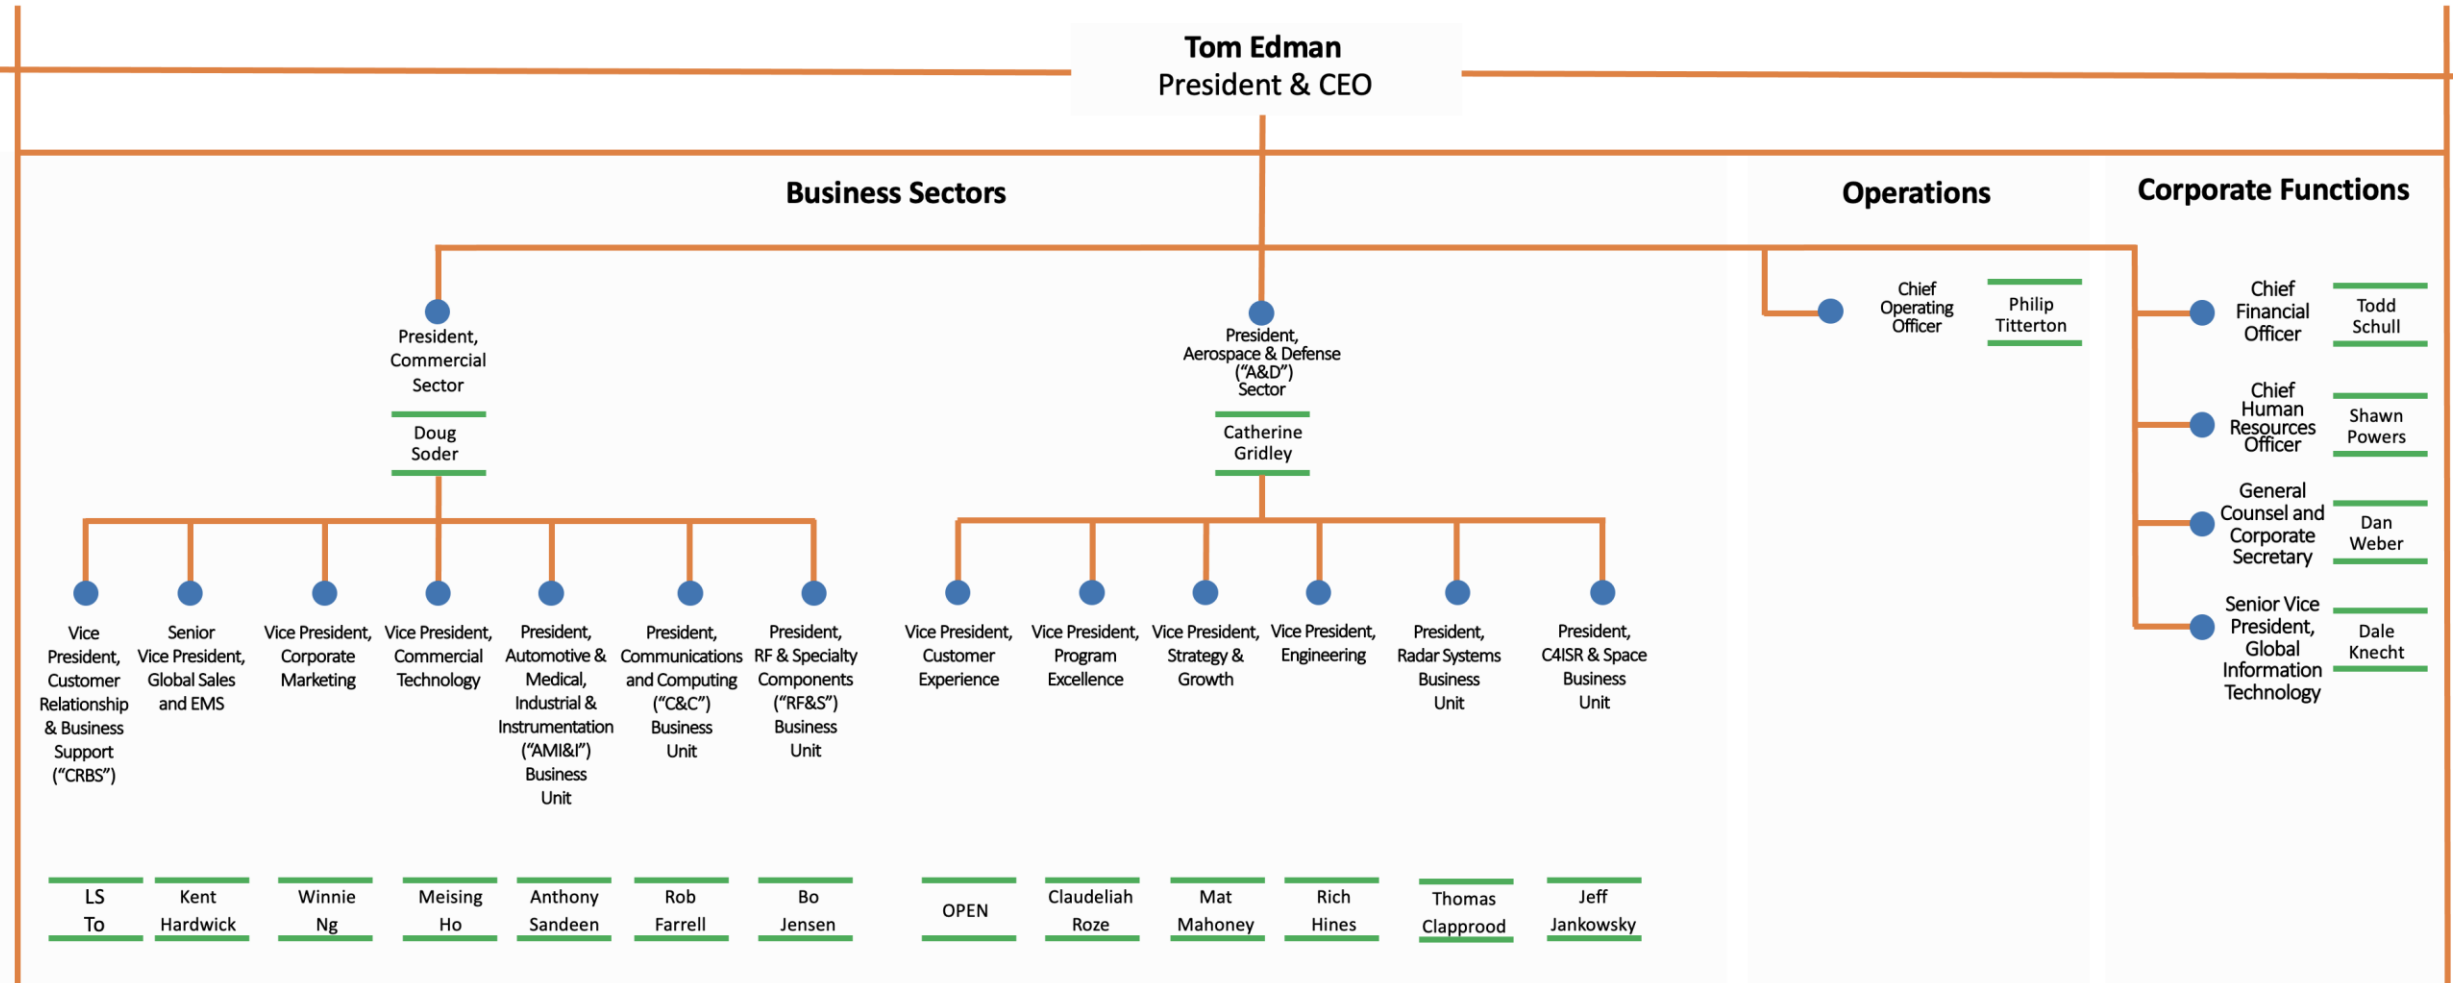 Tom Edman
President & CEO
Business Sectors
Operations
Corporate Functions
President,
Commercial
Sector
Doug
Soder
President,
Aerospace & Defense
(“A&D”)
Sector
Catherine
Gridley
Chief
Operating
Officer
Philip
Titterton
Chief
Financial
Officer
Todd
Schull
Chief
Human
Resources
Officer
Shawn
Powers
General
Counsel and
Corporate
Secretary
Dan
Weber
Senior Vice
President,
Global
Information
Technology
Dale
Knecht
Vice
President,
Customer
Relationship
& Business
Support
(“CRBS”)
LS
To
Senior
Vice President,
Global Sales
and EMS
Kent
Hardwick
Vice President,
Corporate
Marketing
Winnie
Ng
Vice President,
Commercial
Technology
Meising
Ho
President,
Automotive &
Medical,
Industrial &
Instrumentation
(“AMI&I”)
Business
Unit
Anthony
Sandeen
President,
Communications
and Computing
(“C&C”)
Business
Unit
Rob
Farrell
President,
RF & Specialty
Components
(“RF&S”)
Business
Unit
Bo
Jensen
Vice President,
Customer
Experience
OPEN
Vice President,
Program
Excellence
Claudeliah
Roze
Vice President,
Strategy &
Growth
Mat
Mahoney
Vice President,
Engineering
Rich
Hines
President,
Radar Systems
Business
Unit
Thomas
Clapprood
President,
C4ISR & Space
Business
Unit
Jeff
Jankowsky